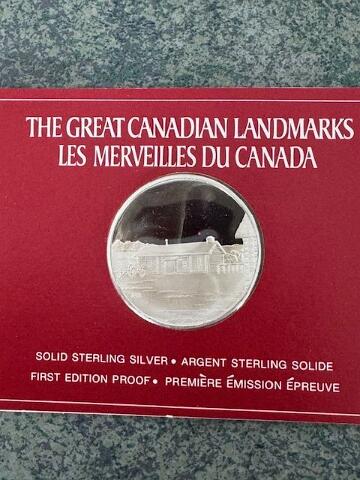 THE GREAT CANADIAN LANDMARKS
LES MERVEILLES DU CANADA
SOLID STERLING SILVER • ARGENT STERLING SOLIDE
FIRST EDITION PROOF • PREMIÈRE ÉMISSION ÉPREUVE